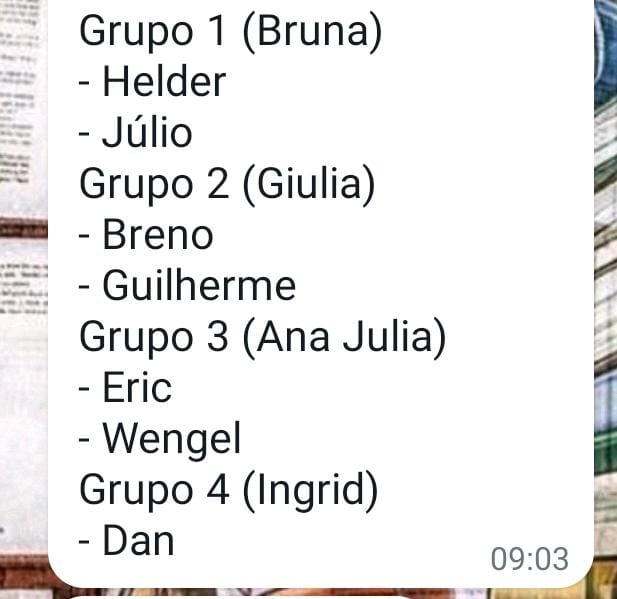 Grupo 1 (Bruna)
- Helder
- Júlio
Grupo 2 (Giulia)
- Breno
- Guilherme
Grupo 3 (Ana Julia)
- Eric
- Wengel
Grupo 4 (Ingrid)
- Dan
09:03